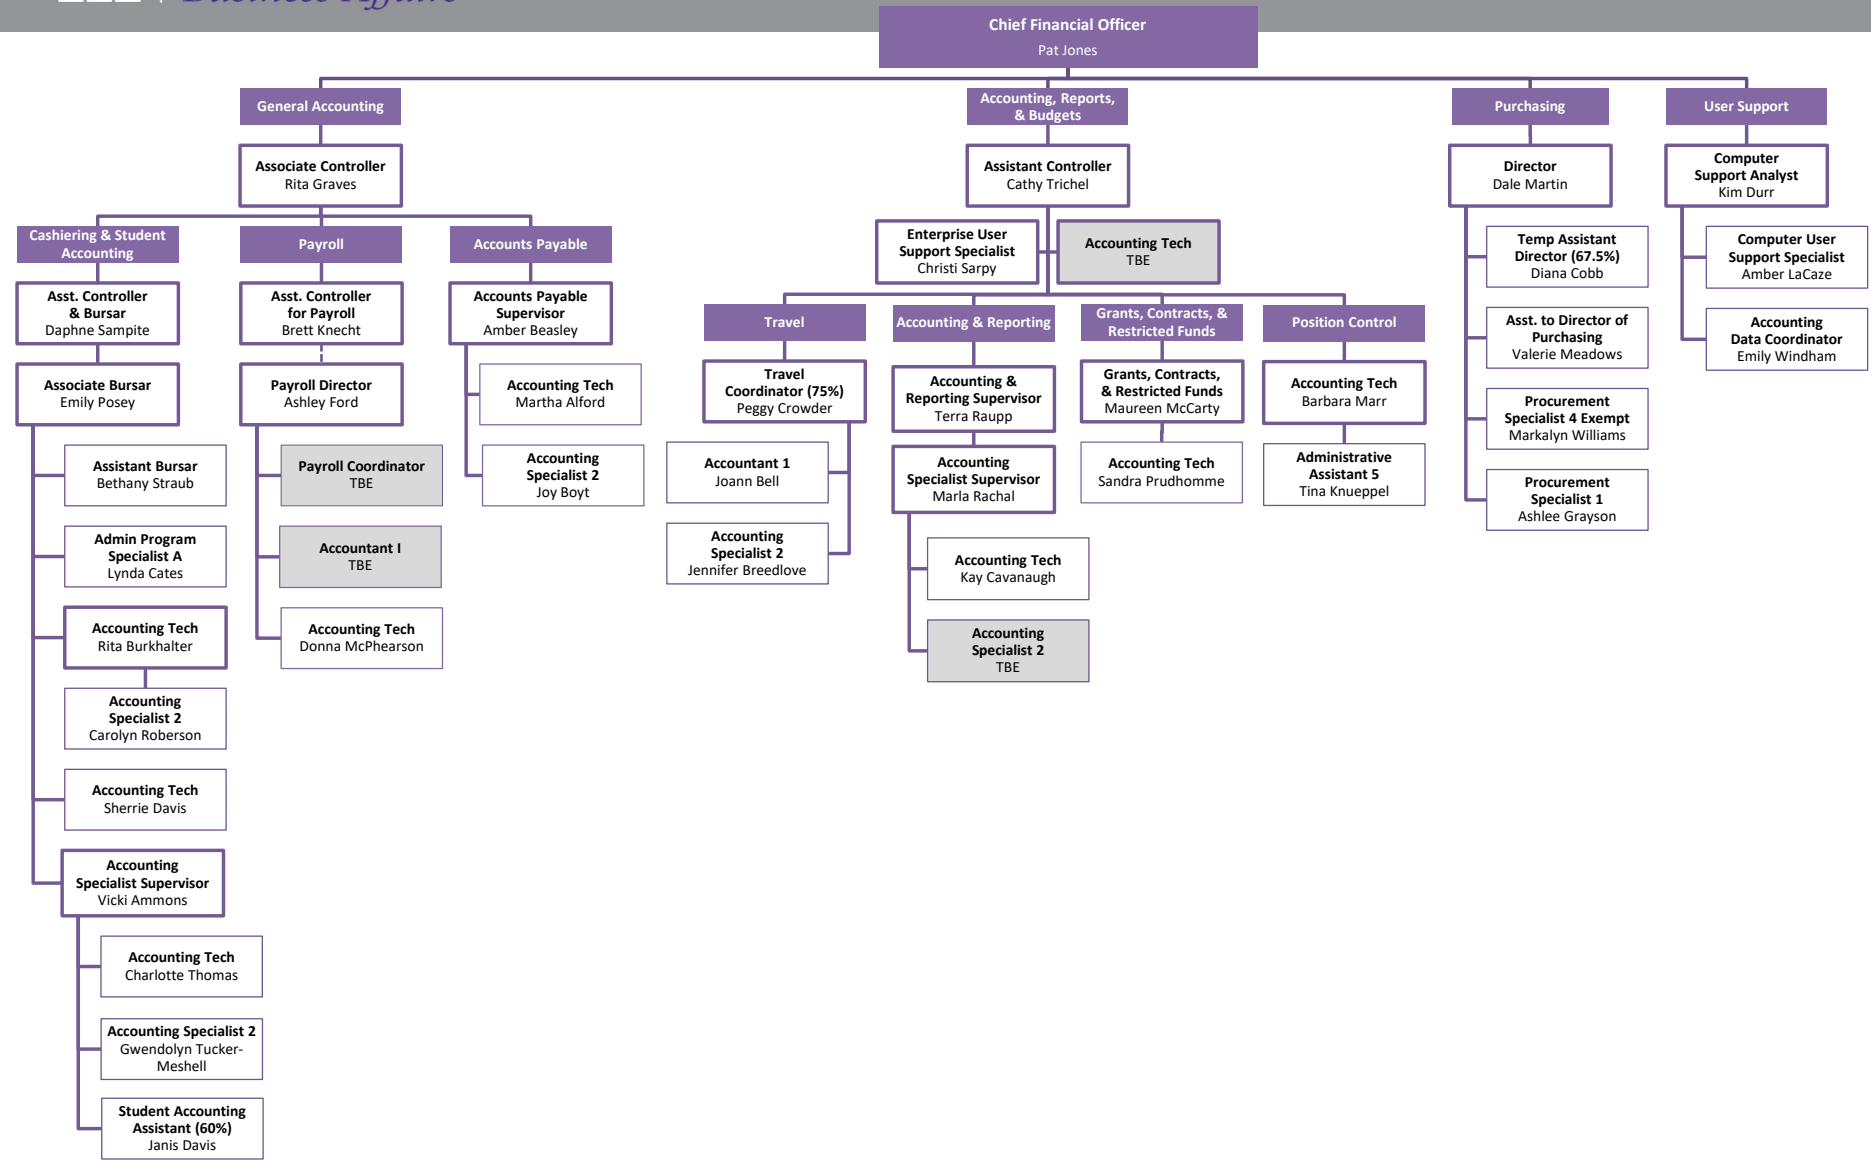 Business Affairs
Chief Financial Officer
Pat Jones
General Accounting
Associate Controller
Rita Graves
Cashiering & Student
Accounting
Asst. Controller
& Bursar
Daphne Sampite
Associate Bursar
Emily Posey
Assistant Bursar
Bethany Straub
Admin Program
Specialist A
Lynda Cates
Accounting Tech
Rita Burkhalter
Accounting
Specialist 2
Carolyn Roberson
Accounting Tech
Sherrie Davis
Accounting
Specialist Supervisor
Vicki Ammons
Accounting Tech
Charlotte Thomas
Accounting Specialist 2
Gwendolyn Tucker-
Meshell
Student Accounting
Assistant (60%)
Janis Davis
Payroll
Asst. Controller
for Payroll
Brett Knecht
Payroll Director
Ashley Ford
Payroll Coordinator
TBE
Accountant I
TBE
Accounting Tech
Donna McPhearson
Accounts Payable
Accounts Payable
Supervisor
Amber Beasley
Accounting Tech
Martha Alford
Accounting
Specialist 2
Joy Boyt
Accounting, Reports,
& Budgets
Assistant Controller
Cathy Trichel
Enterprise User
Support Specialist
Christi Sarpy
Accounting Tech
TBE
Travel
Travel
Coordinator (75%)
Peggy Crowder
Accountant 1
Joann Bell
Accounting
Specialist 2
Jennifer Breedlove
Accounting & Reporting
Accounting &
Reporting Supervisor
Terra Raupp
Accounting
Specialist Supervisor
Marla Rachal
Accounting Tech
Kay Cavanaugh
Accounting
Specialist 2
TBE
Grants, Contracts, &
Restricted Funds
Grants, Contracts,
& Restricted Funds
Maureen McCarty
Accounting Tech
Sandra Prudhomme
Position Control
Accounting Tech
Barbara Marr
Administrative
Assistant 5
Tina Knueppel
Purchasing
Director
Dale Martin
Temp Assistant
Director (67.5%)
Diana Cobb
Asst. to Director of
Purchasing
Valerie Meadows
Procurement
Specialist 4 Exempt
Markalyn Williams
Procurement
Specialist 1
Ashlee Grayson
User Support
Computer
Support Analyst
Kim Durr
Computer User
Support Specialist
Amber LaCaze
Accounting
Data Coordinator
Emily Windham